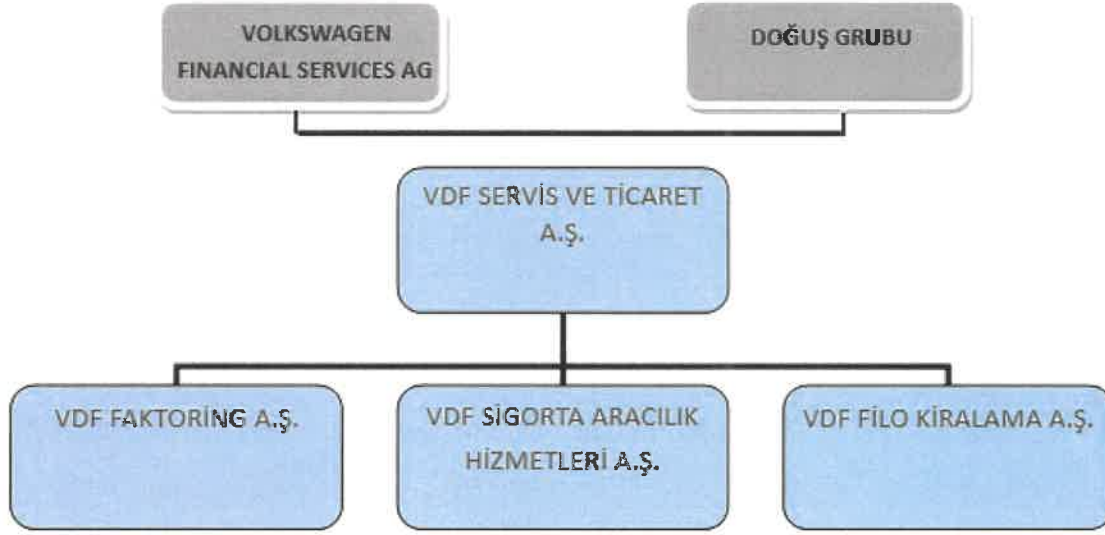 VOLKSWAGEN
FINANCIAL SERVICES AG
DOĞUŞ GRUBU
VDF SERVİS VE TİCARET
A.Ş.
VDF FAKTORİNG A.Ş.
VDF SİGORTA ARACILIK
HİZMETLERİ A.Ş.
VDF FİLO KİRALAMA A.Ş.